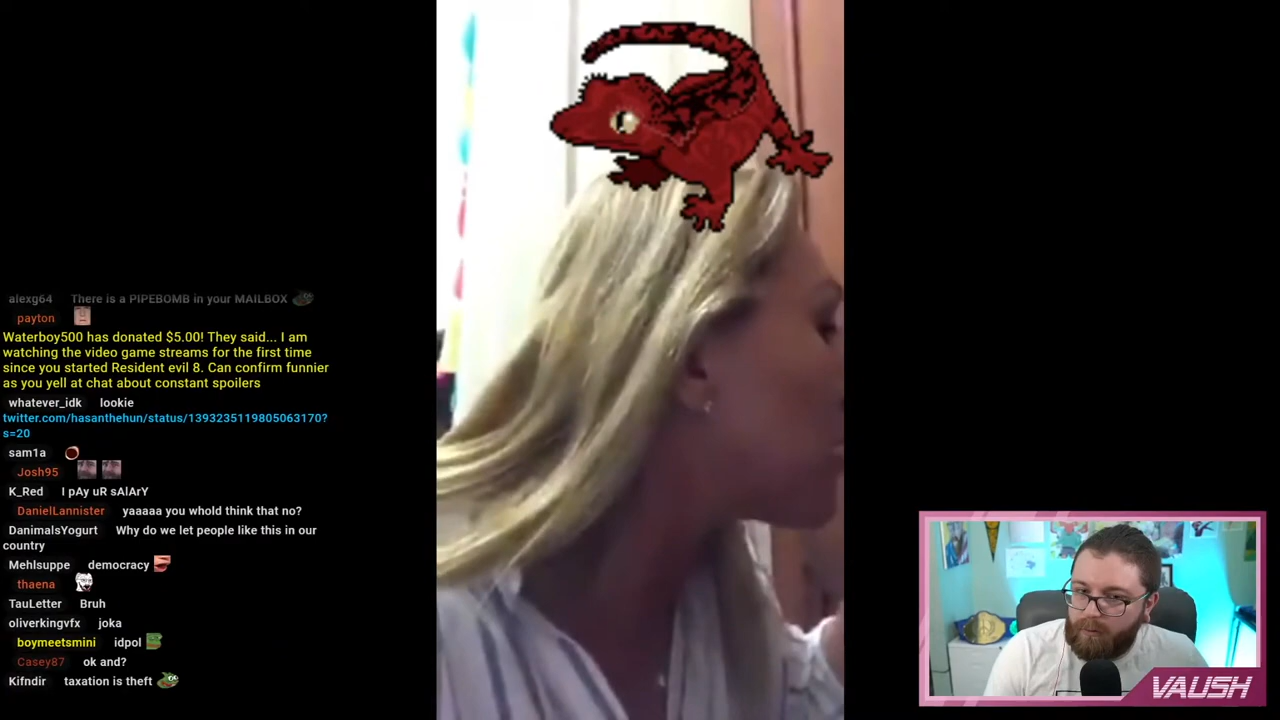 alexg64 There is a PIPEBOMB in your MAILBOX
payton
Waterboy500 has donated $5.00! They said... I am
watching the video game streams for the first time
since you started Resident evil 8. Can confirm funnier
as you yell at chat about constant spoilers
whatever_idk lookie
twitter.com/hasanthehun/status/1393235119805063170?
s=20
sam1a
Josh95
K_Red I pAy uR sAlArY
DanielLannister yaaaaa you whold think that no?
DanimalsYogurt Why do we let people like this in our
country
Mehlsuppe democracy
thaena
TauLetter Bruh
oliverkingvfx joka
boymeetsmini idpol
Casey87 ok and?
Kifndir taxation is theft
VAUSH